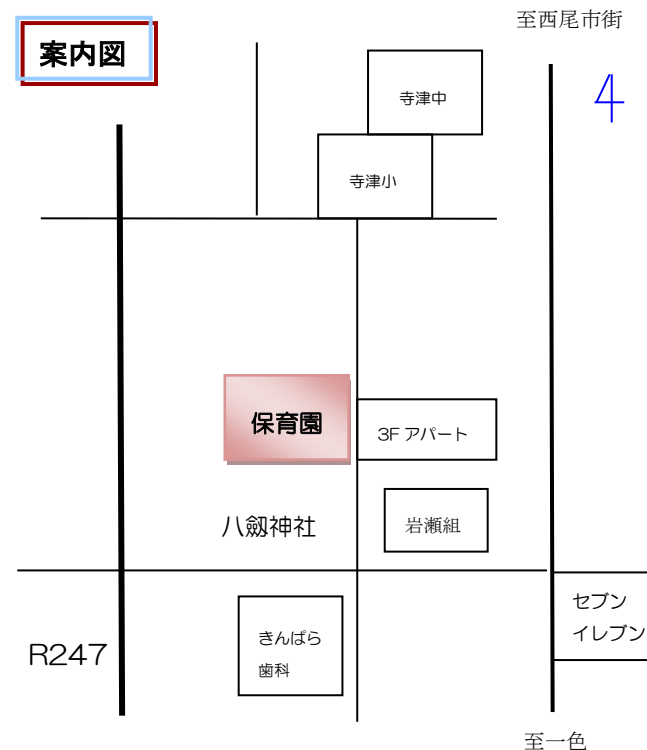 至西尾市街
案内図
4
寺津中
寺津小
保育園
3F アパート
八劔神社
岩瀬組
セブン
イレブン
きんぱら
歯科
R247
至一色